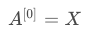 A^{[0]} = X